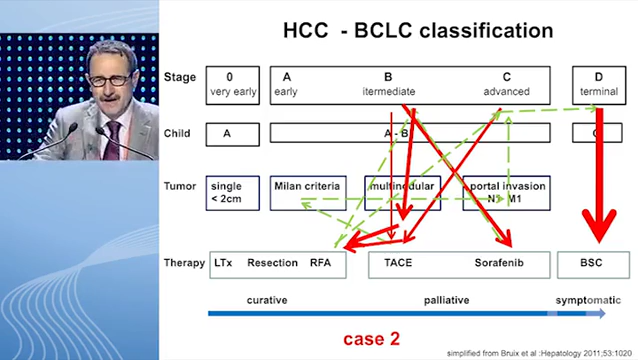 HCC - BCLC classification
Stage 0 A B C D
very early early itermediate advanced terminal
Child A A - B C
Tumor single Milan criteria multinodular portal invasion
< 2cm N1 M1
Therapy LTx Resection RFA TACE Sorafenib BSC
curative palliative symptomatic
case 2
simplified from Bruix et al :Hepatology 2011;53:1020